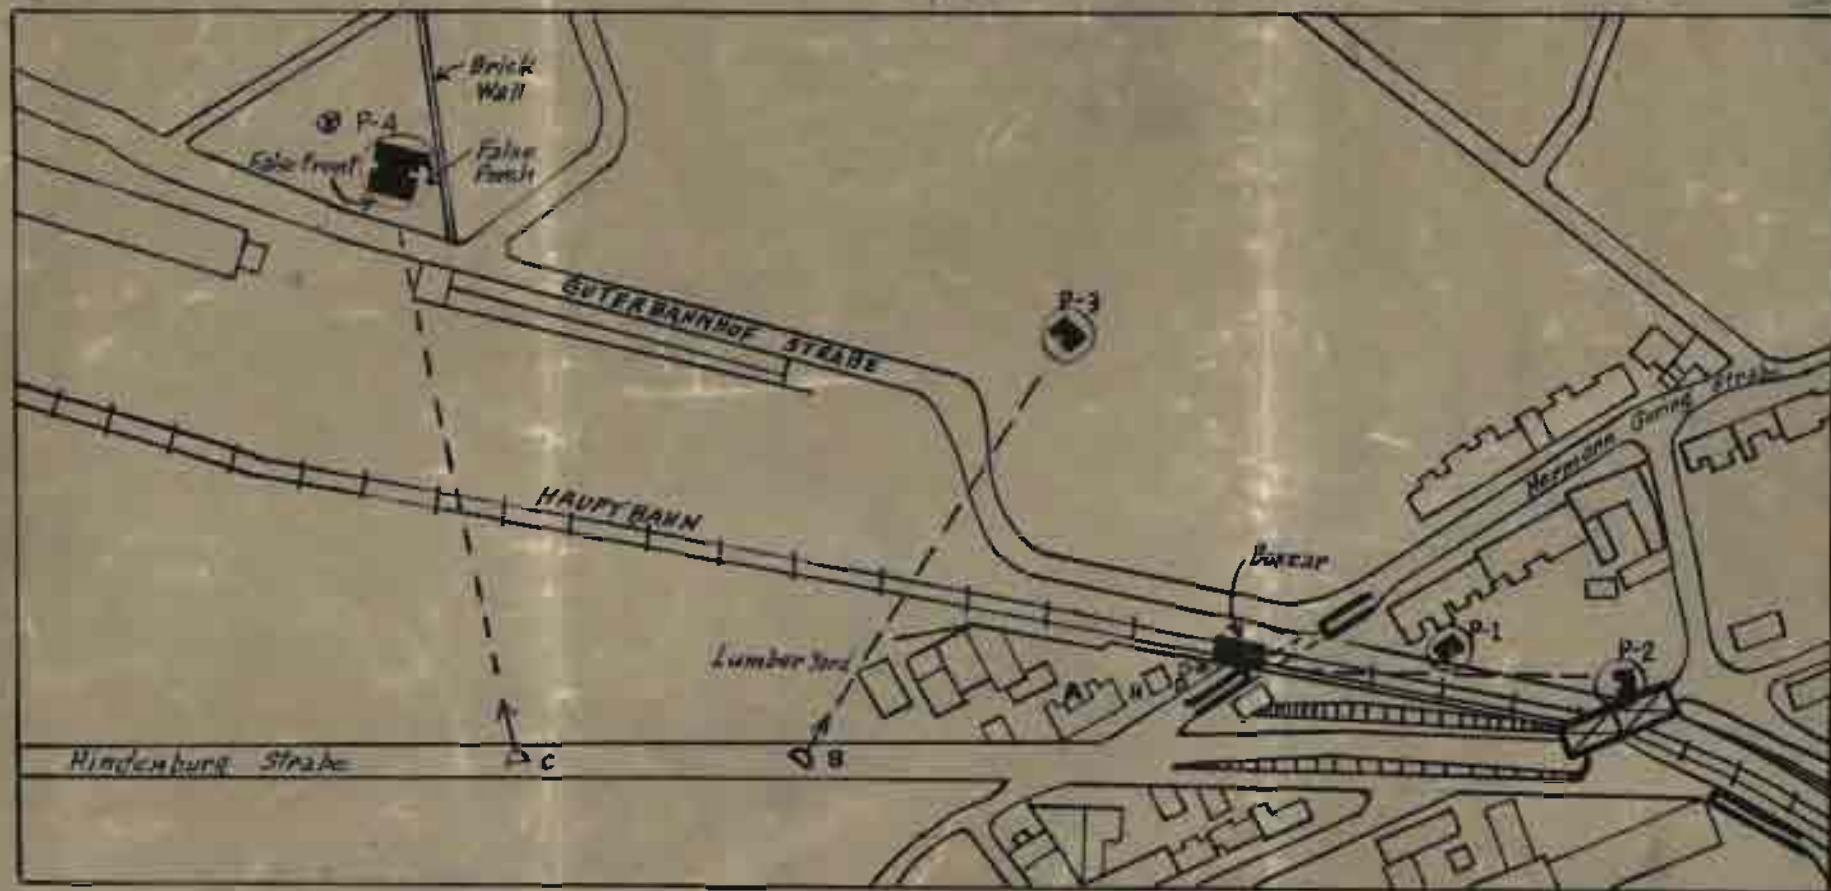 Brick
Wall
P-4
False front
False
Porch
P-3
GUTERBAHNHOF STRAßE
Hermann Goring Straße
HAUPTBAHN
Boxcar
P-1
Lumber Yard
P-2
A
Hindenburg Straße
C
B